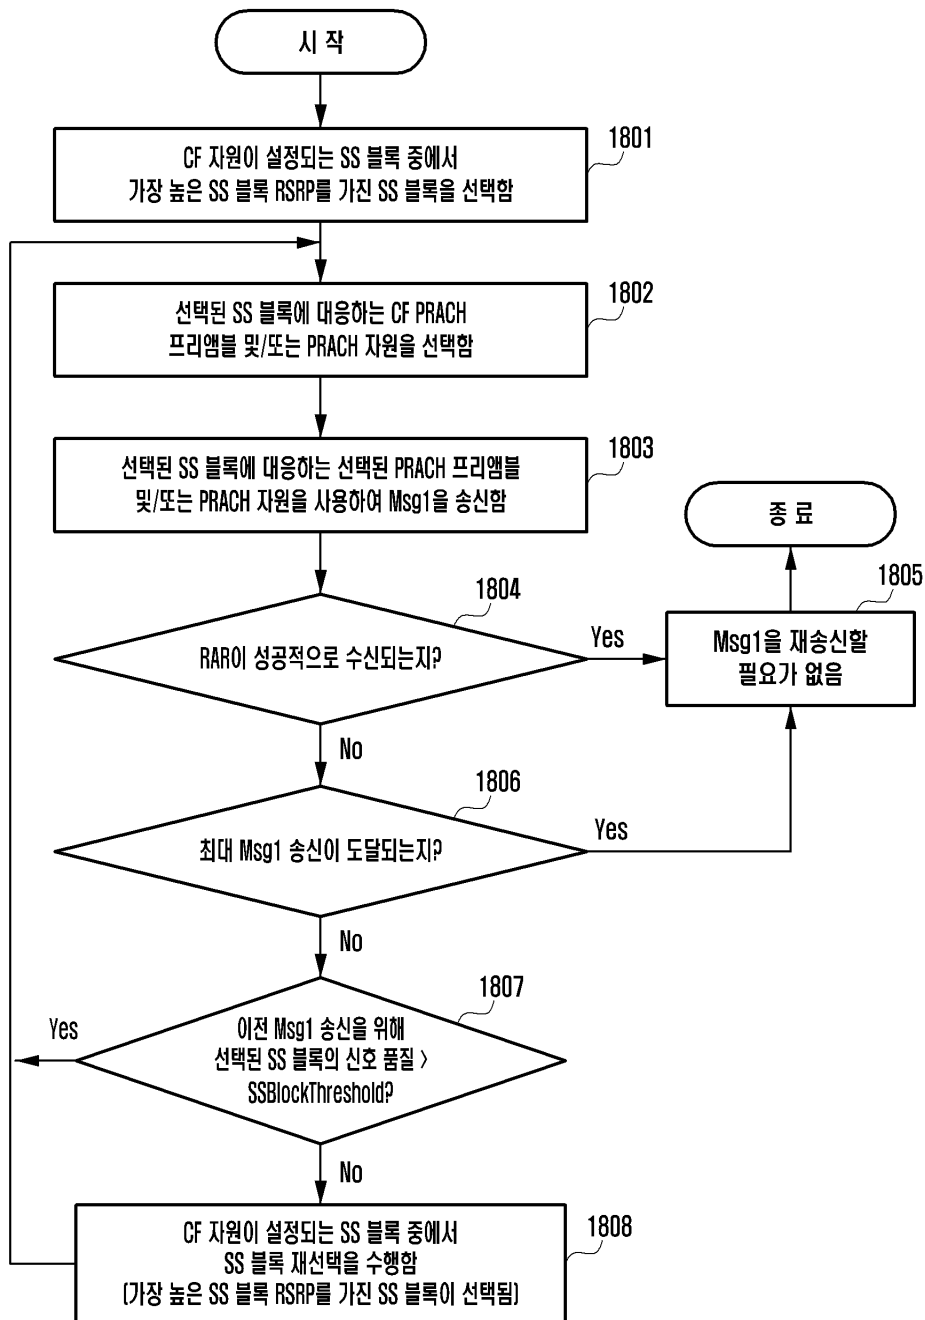 시 작
1801
CF 자원이 설정되는 SS 블록 중에서
가장 높은 SS 블록 RSRP를 가진 SS 블록을 선택함
1802
선택된 SS 블록에 대응하는 CF PRACH
프리앰블 및/또는 PRACH 자원을 선택함
1803
선택된 SS 블록에 대응하는 선택된 PRACH 프리앰블
및/또는 PRACH 자원을 사용하여 Msg1을 송신함
종 료
1804
RAR이 성공적으로 수신되는지?
Yes
1805
Msg1을 재송신할
필요가 없음
No
1806
최대 Msg1 송신이 도달되는지?
Yes
No
1807
이전 Msg1 송신을 위해
선택된 SS 블록의 신호 품질 >
SSBlockThreshold?
Yes
No
1808
CF 자원이 설정되는 SS 블록 중에서
SS 블록 재선택을 수행함
(가장 높은 SS 블록 RSRP를 가진 SS 블록이 선택됨)